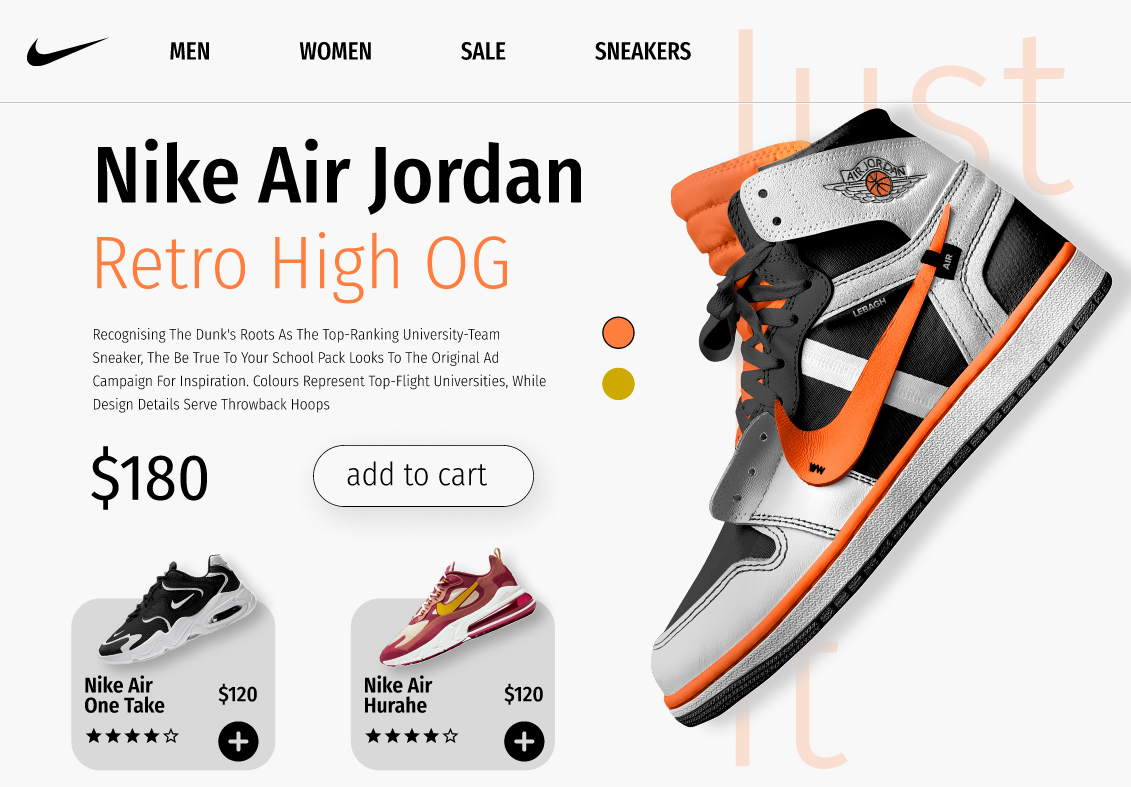 MEN WOMEN SALE SNEAKERS
Just
Nike Air Jordan
Retro High OG
Recognising The Dunk's Roots As The Top-Ranking University-Team
Sneaker, The Be True To Your School Pack Looks To The Original Ad
Campaign For Inspiration. Colours Represent Top-Flight Universities, While
Design Details Serve Throwback Hoops
$180
add to cart
AIR JORDAN
AIR
LEBAGH
it
Nike Air
One Take
$120
Nike Air
Hurahe
$120